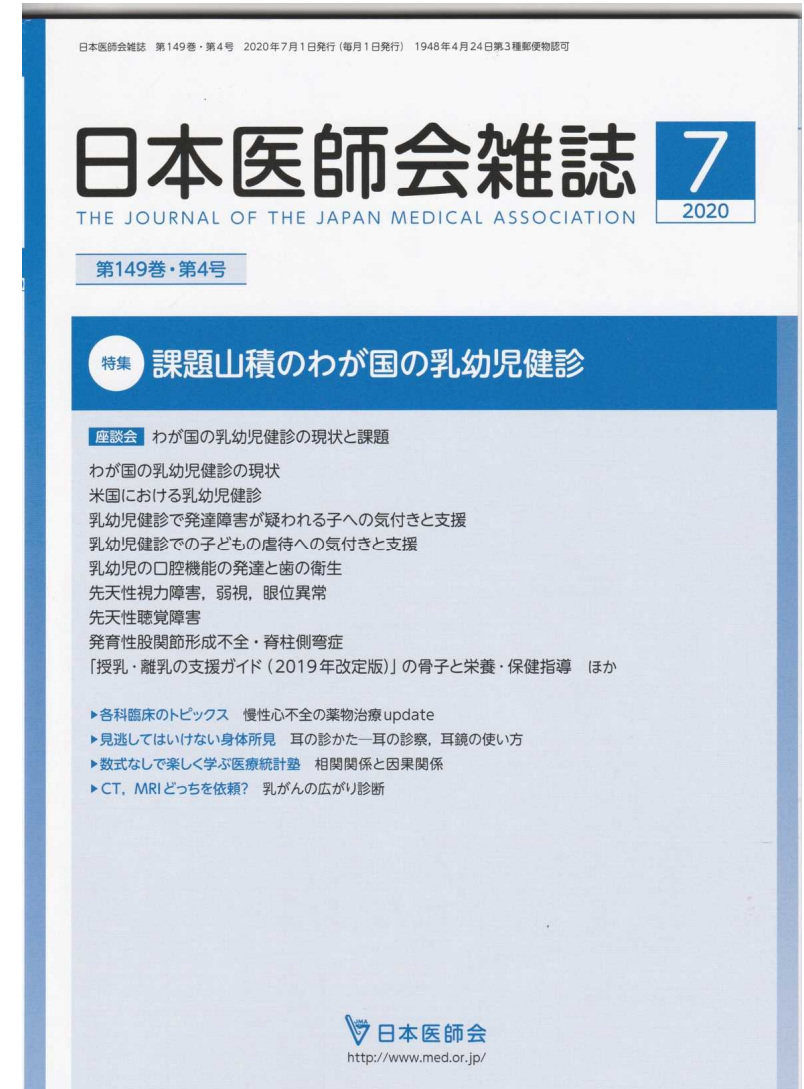 日本医師会雑誌 第149巻・第4号 2020年7月1日発行(毎月1日発行) 1948年4月24日第3種郵便物認可
日本医師会雑誌
7
2020
THE JOURNAL OF THE JAPAN MEDICAL ASSOCIATION
第149巻・第4号
特集 課題山積のわが国の乳幼児健診
座談会 わが国の乳幼児健診の現状と課題
わが国の乳幼児健診の現状
米国における乳幼児健診
乳幼児健診で発達障害が疑われる子への気付きと支援
乳幼児健診での子どもの虐待への気付きと支援
乳幼児の口腔機能の発達と歯の衛生
先天性視力障害，弱視，眼位異常
先天性聴覚障害
発育性股関節形成不全・脊柱側弯症
「授乳・離乳の支援ガイド（2019年改定版）」の骨子と栄養・保健指導 ほか
▶各科臨床のトピックス 慢性心不全の薬物治療update
▶見逃してはいけない身体所見 耳の診かた―耳の診察，耳鏡の使い方
▶数式なしで楽しく学ぶ医療統計塾 相関関係と因果関係
▶CT，MRIどっちを依頼? 乳がんの広がり診断
JMA
日本医師会
http://www.med.or.jp/